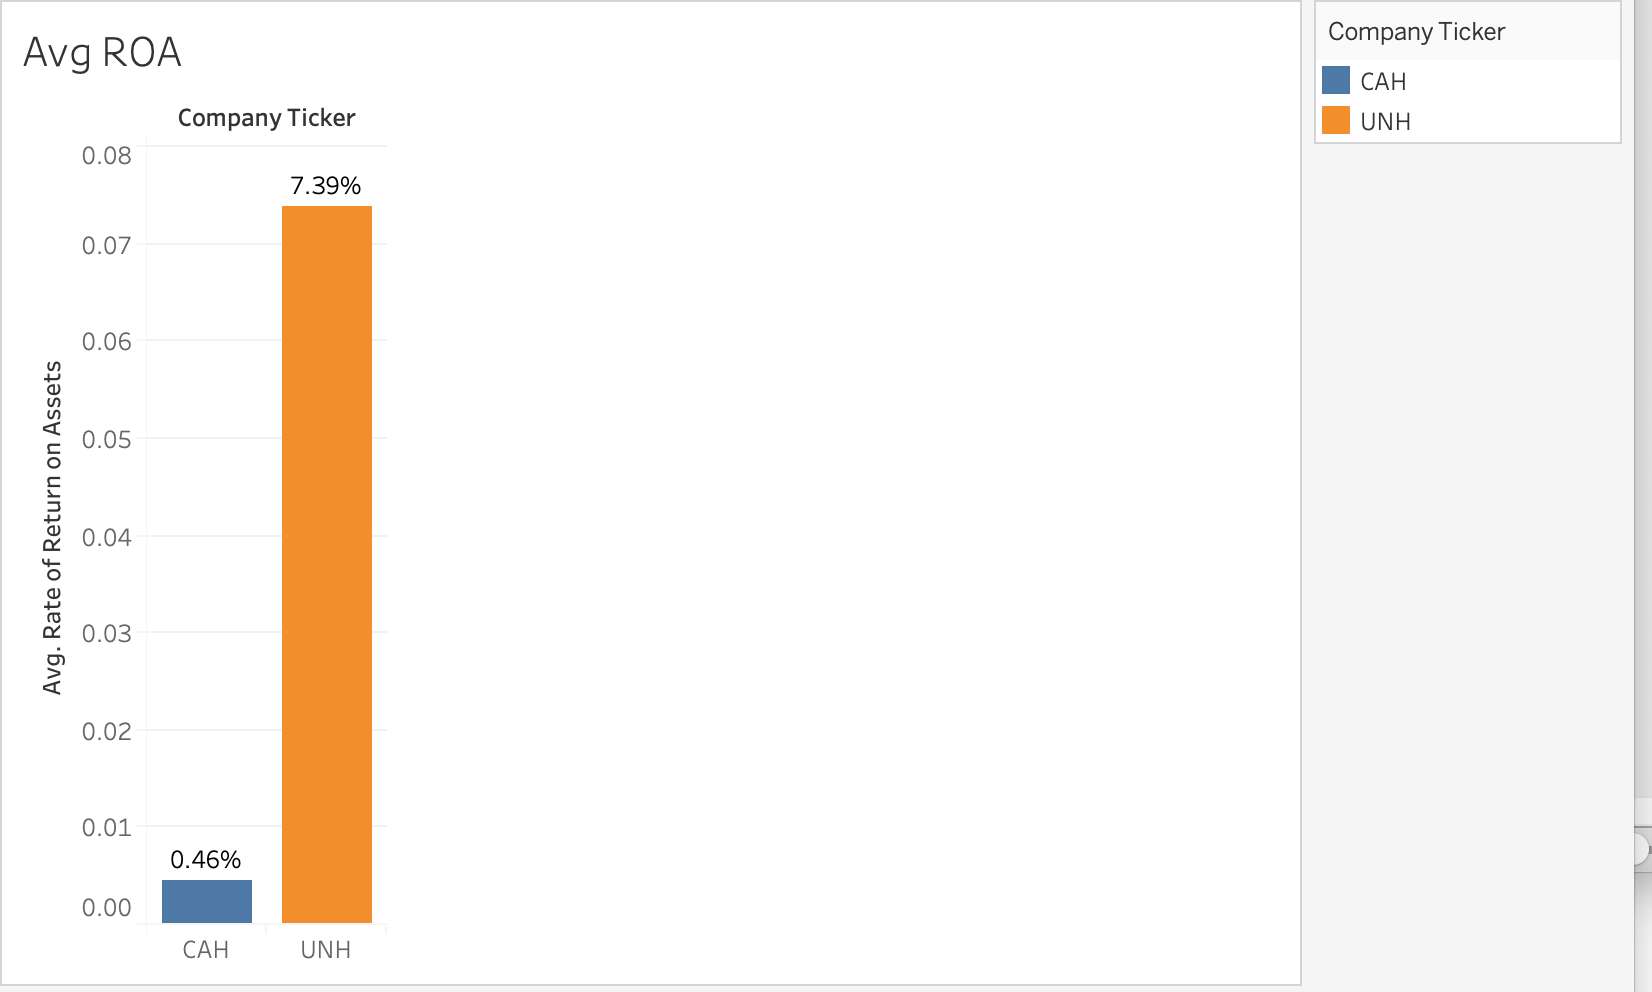 Avg ROA
Company Ticker
0.08
0.07
0.06
0.05
0.04
0.03
0.02
0.01
0.00
Avg. Rate of Return on Assets
7.39%
0.46%
CAH
UNH
Company Ticker
CAH
UNH